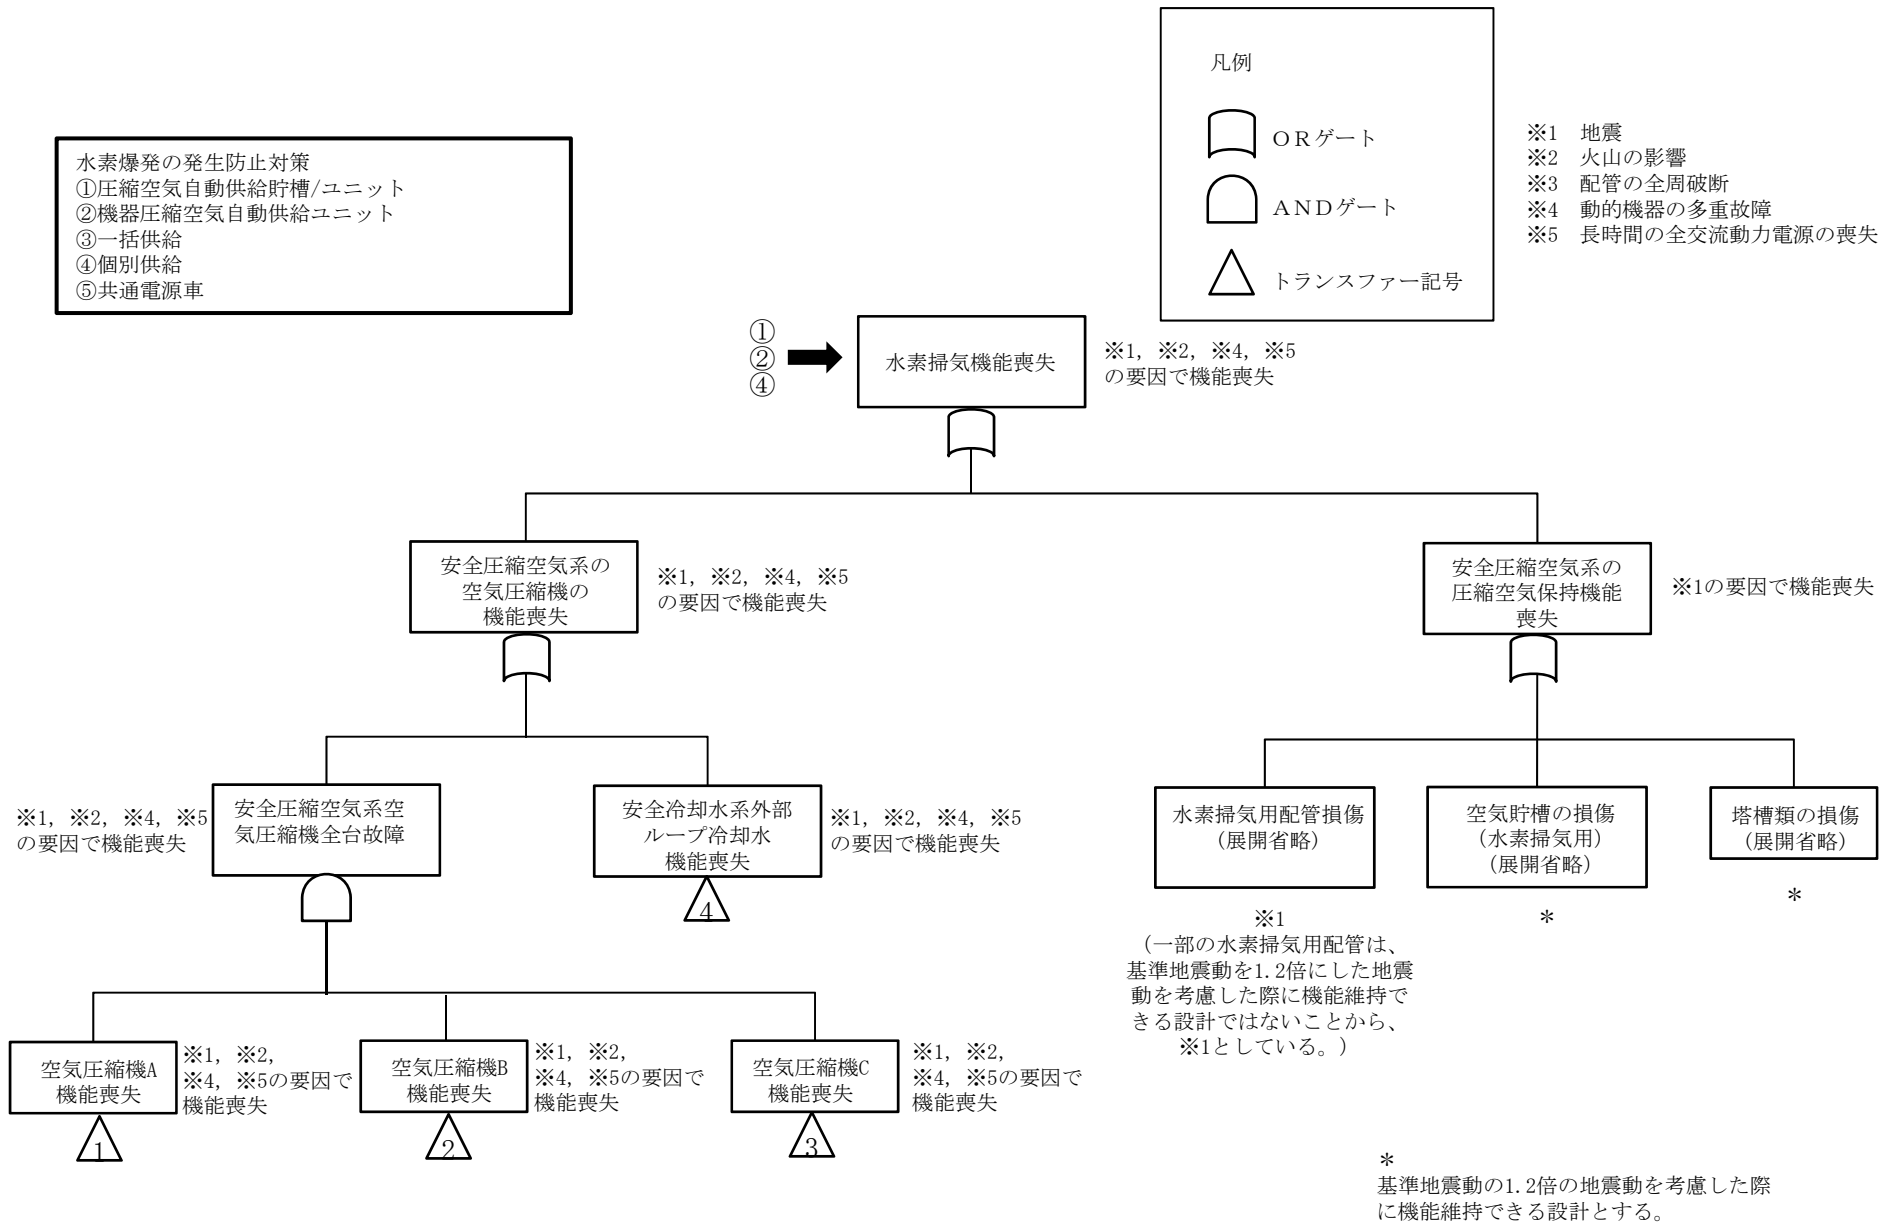 凡例
ORゲート
ANDゲート
トランスファー記号
※1　地震
※2　火山の影響
※3　配管の全周破断
※4　動的機器の多重故障
※5　長時間の全交流動力電源の喪失
水素爆発の発生防止対策
①圧縮空気自動供給貯槽/ユニット
②機器圧縮空気自動供給ユニット
③一括供給
④個別供給
⑤共通電源車
①
②
④
水素掃気機能喪失
※1, ※2, ※4, ※5
の要因で機能喪失
安全圧縮空気系の
空気圧縮機の
機能喪失
※1, ※2, ※4, ※5
の要因で機能喪失
安全圧縮空気系の
圧縮空気保持機能
喪失
※1の要因で機能喪失
※1, ※2, ※4, ※5
の要因で機能喪失
安全圧縮空気系空
気圧縮機全台故障
安全冷却水系外部
ループ冷却水
機能喪失
4
※1, ※2, ※4, ※5
の要因で機能喪失
水素掃気用配管損傷
(展開省略)
※1
（一部の水素掃気用配管は、
基準地震動を1.2倍にした地震
動を考慮した際に機能維持で
きる設計ではないことから、
※1としている。）
空気貯槽の損傷
(水素掃気用)
(展開省略)
*
塔槽類の損傷
(展開省略)
*
空気圧縮機A
機能喪失
1
※1, ※2,
※4, ※5の要因で
機能喪失
空気圧縮機B
機能喪失
2
※1, ※2,
※4, ※5の要因で
機能喪失
空気圧縮機C
機能喪失
3
※1, ※2,
※4, ※5の要因で
機能喪失
*
基準地震動の1.2倍の地震動を考慮した際
に機能維持できる設計とする。